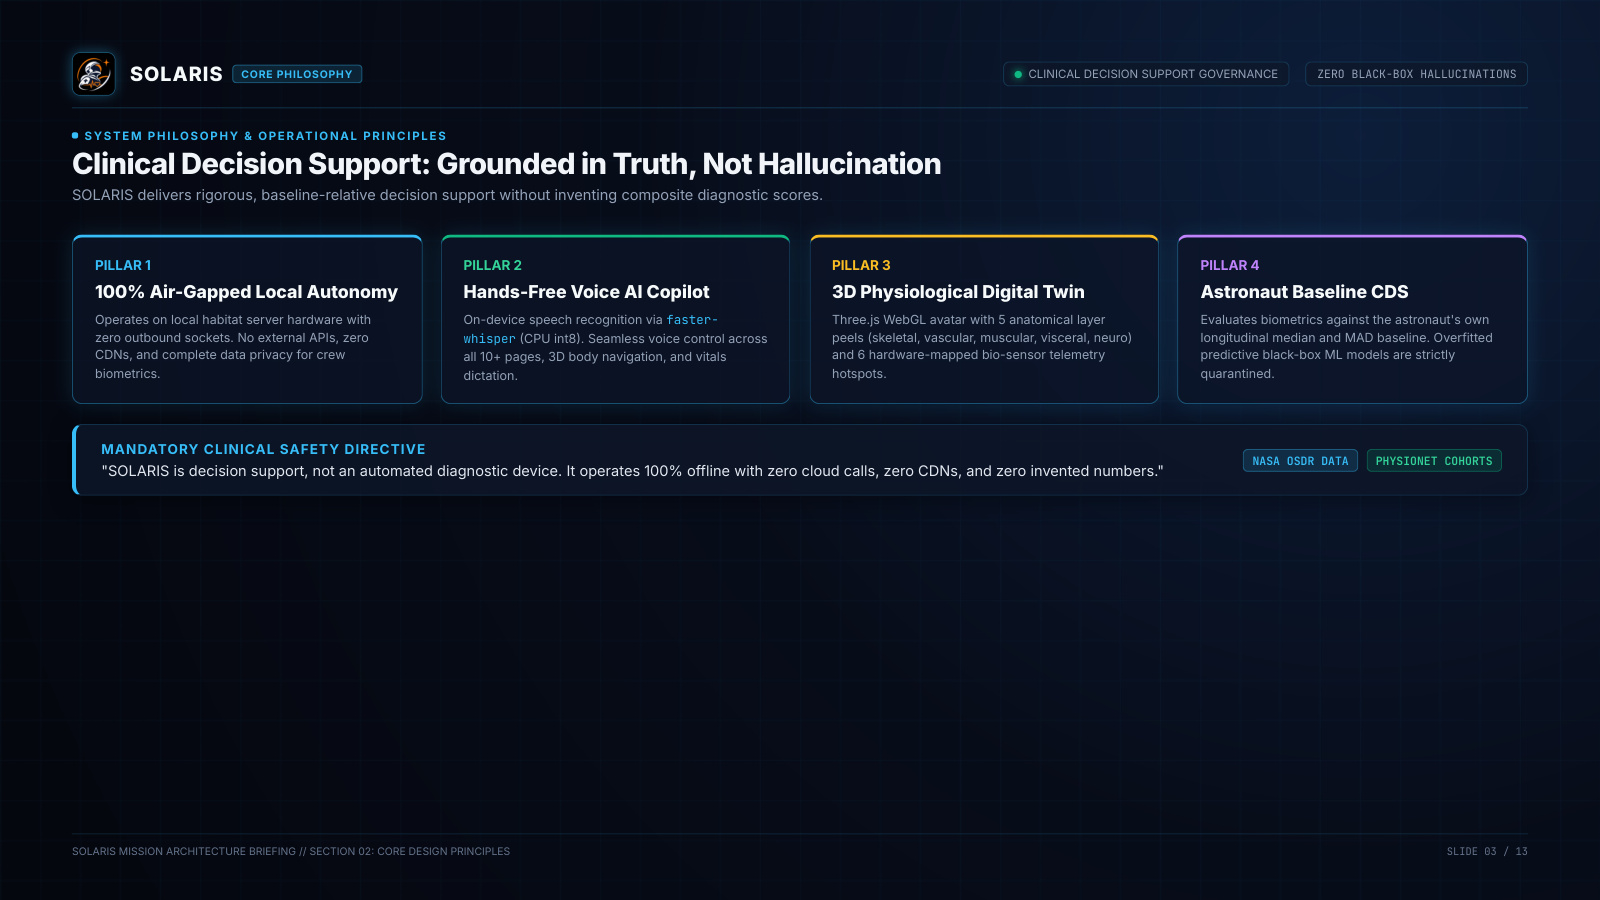 SOLARIS
CORE PHILOSOPHY
CLINICAL DECISION SUPPORT GOVERNANCE
ZERO BLACK-BOX HALLUCINATIONS
SYSTEM PHILOSOPHY & OPERATIONAL PRINCIPLES
Clinical Decision Support: Grounded in Truth, Not Hallucination
SOLARIS delivers rigorous, baseline-relative decision support without inventing composite diagnostic scores.
PILLAR 1
100% Air-Gapped Local Autonomy
Operates on local habitat server hardware with
zero outbound sockets. No external APIs, zero
CDNs, and complete data privacy for crew
biometrics.
PILLAR 2
Hands-Free Voice AI Copilot
On-device speech recognition via faster-
whisper (CPU int8). Seamless voice control across
all 10+ pages, 3D body navigation, and vitals
dictation.
PILLAR 3
3D Physiological Digital Twin
Three.js WebGL avatar with 5 anatomical layer
peels (skeletal, vascular, muscular, visceral, neuro)
and 6 hardware-mapped bio-sensor telemetry
hotspots.
PILLAR 4
Astronaut Baseline CDS
Evaluates biometrics against the astronaut's own
longitudinal median and MAD baseline. Overfitted
predictive black-box ML models are strictly
quarantined.
MANDATORY CLINICAL SAFETY DIRECTIVE
"SOLARIS is decision support, not an automated diagnostic device. It operates 100% offline with zero cloud calls, zero CDNs, and zero invented numbers."
NASA OSDR DATA
PHYSIONET COHORTS
SOLARIS MISSION ARCHITECTURE BRIEFING // SECTION 02: CORE DESIGN PRINCIPLES
SLIDE 03 / 13